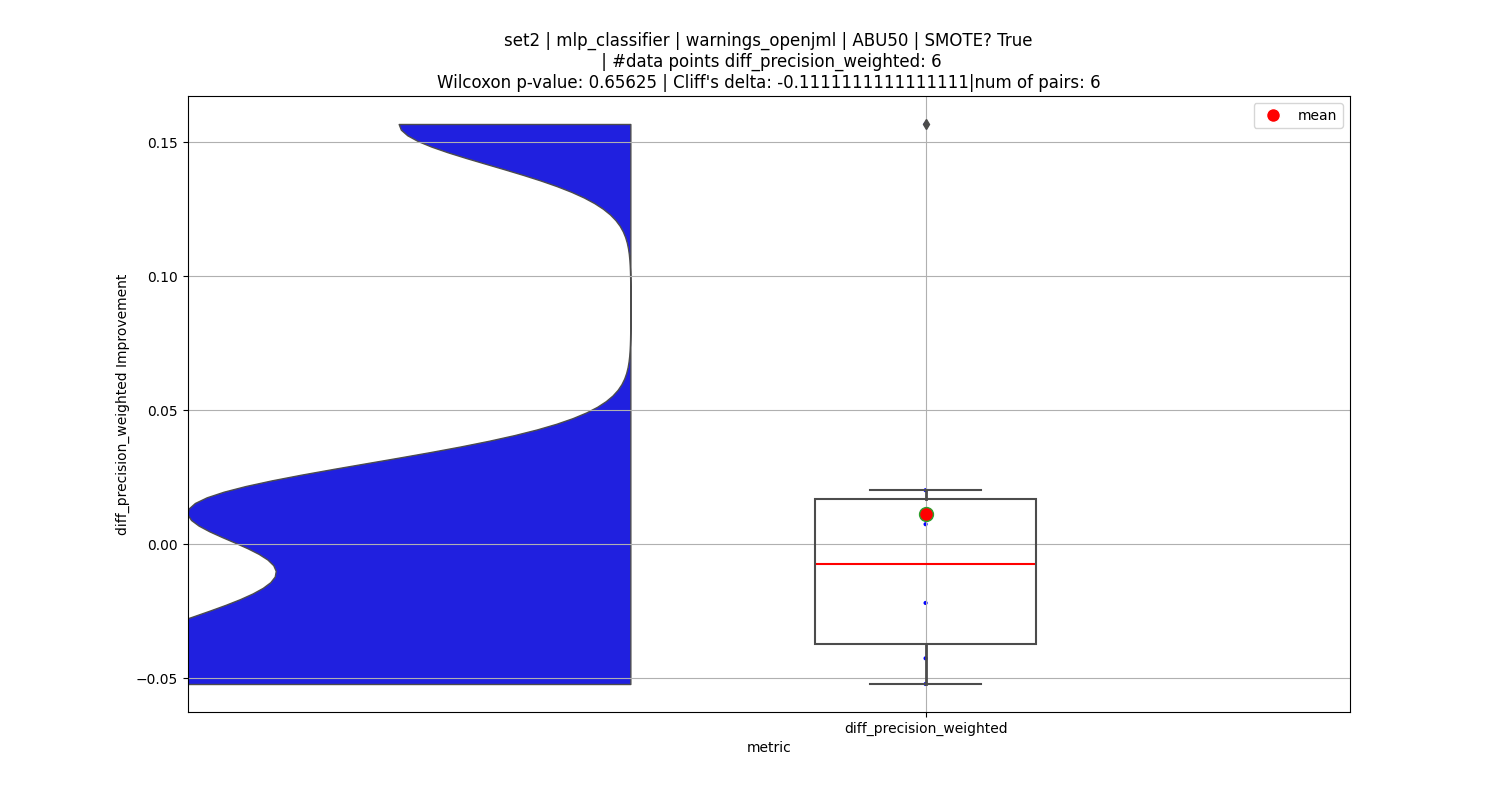 set2 | mlp_classifier | warnings_openjml | ABU50 | SMOTE? True
| #data points diff_precision_weighted: 6
Wilcoxon p-value: 0.65625 | Cliff's delta: -0.1111111111111111|num of pairs: 6
mean
0.15
0.10
0.05
0.00
−0.05
diff_precision_weighted Improvement
diff_precision_weighted
metric